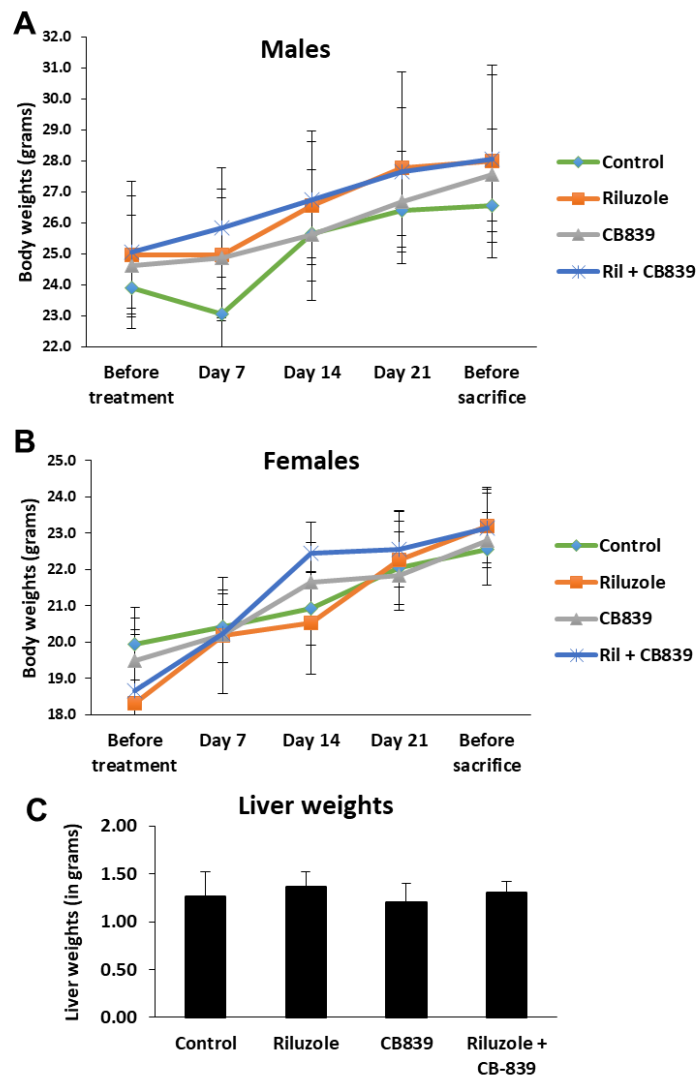 A
Males
Body weights (grams)
32.0
31.0
30.0
29.0
28.0
27.0
26.0
25.0
24.0
23.0
22.0
Before treatment
Day 7
Day 14
Day 21
Before sacrifice
Control
Riluzole
CB839
Ril + CB839
B
Females
Body weights (grams)
25.0
24.0
23.0
22.0
21.0
20.0
19.0
18.0
Before treatment
Day 7
Day 14
Day 21
Before sacrifice
Control
Riluzole
CB839
Ril + CB839
C
Liver weights
Liver weights (in grams)
2.00
1.50
1.00
0.50
0.00
Control
Riluzole
CB839
Riluzole +
CB-839